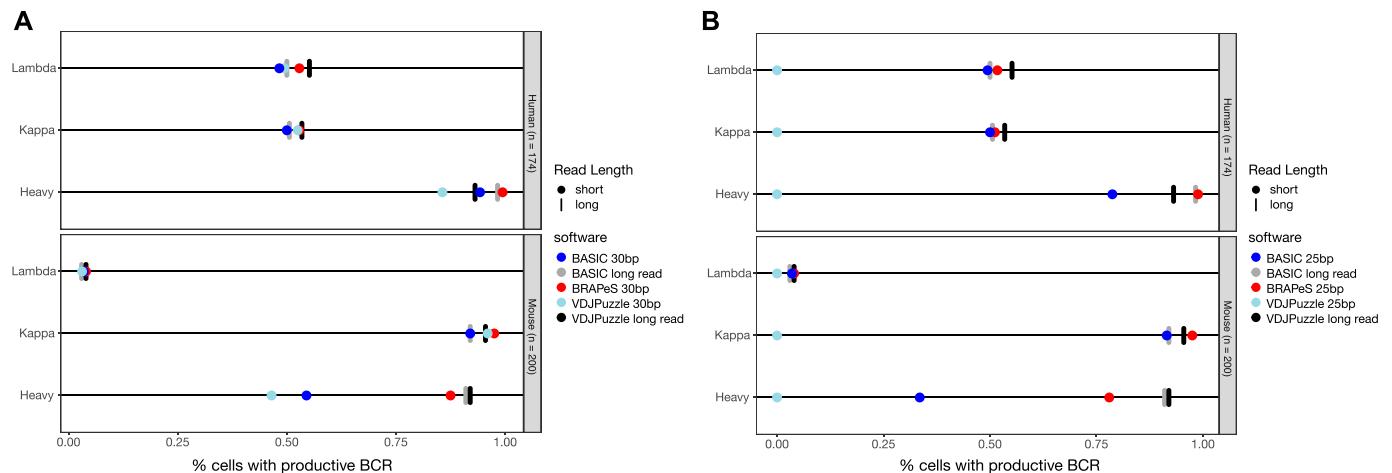 A
Lambda
Kappa
Heavy
Human (n = 174)
Lambda
Kappa
Heavy
Mouse (n = 200)
0.00 0.25 0.50 0.75 1.00
% cells with productive BCR
Read Length
short
long
software
BASIC 30bp
BASIC long read
BRAPeS 30bp
VDJPuzzle 30bp
VDJPuzzle long read
B
Lambda
Kappa
Heavy
Human (n = 174)
Lambda
Kappa
Heavy
Mouse (n = 200)
0.00 0.25 0.50 0.75 1.00
% cells with productive BCR
Read Length
short
long
software
BASIC 25bp
BASIC long read
BRAPeS 25bp
VDJPuzzle 25bp
VDJPuzzle long read